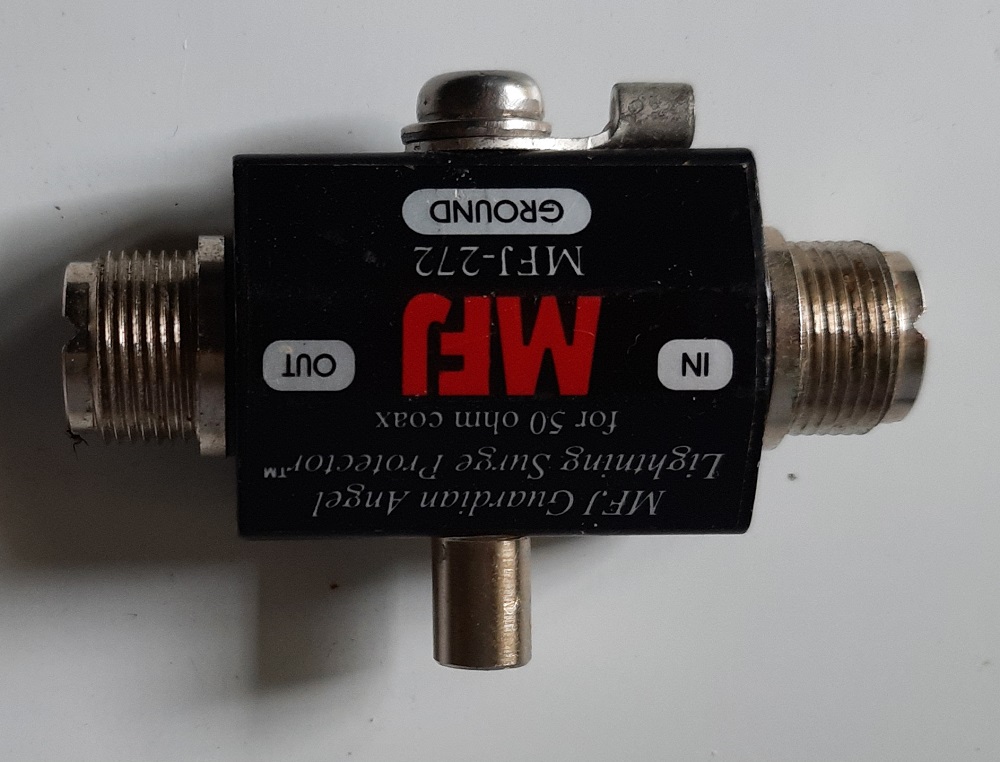 MFJ Guardian Angel
Lightning Surge Protector™
for 50 ohm coax
IN
MFJ
OUT
MFJ-272
GROUND